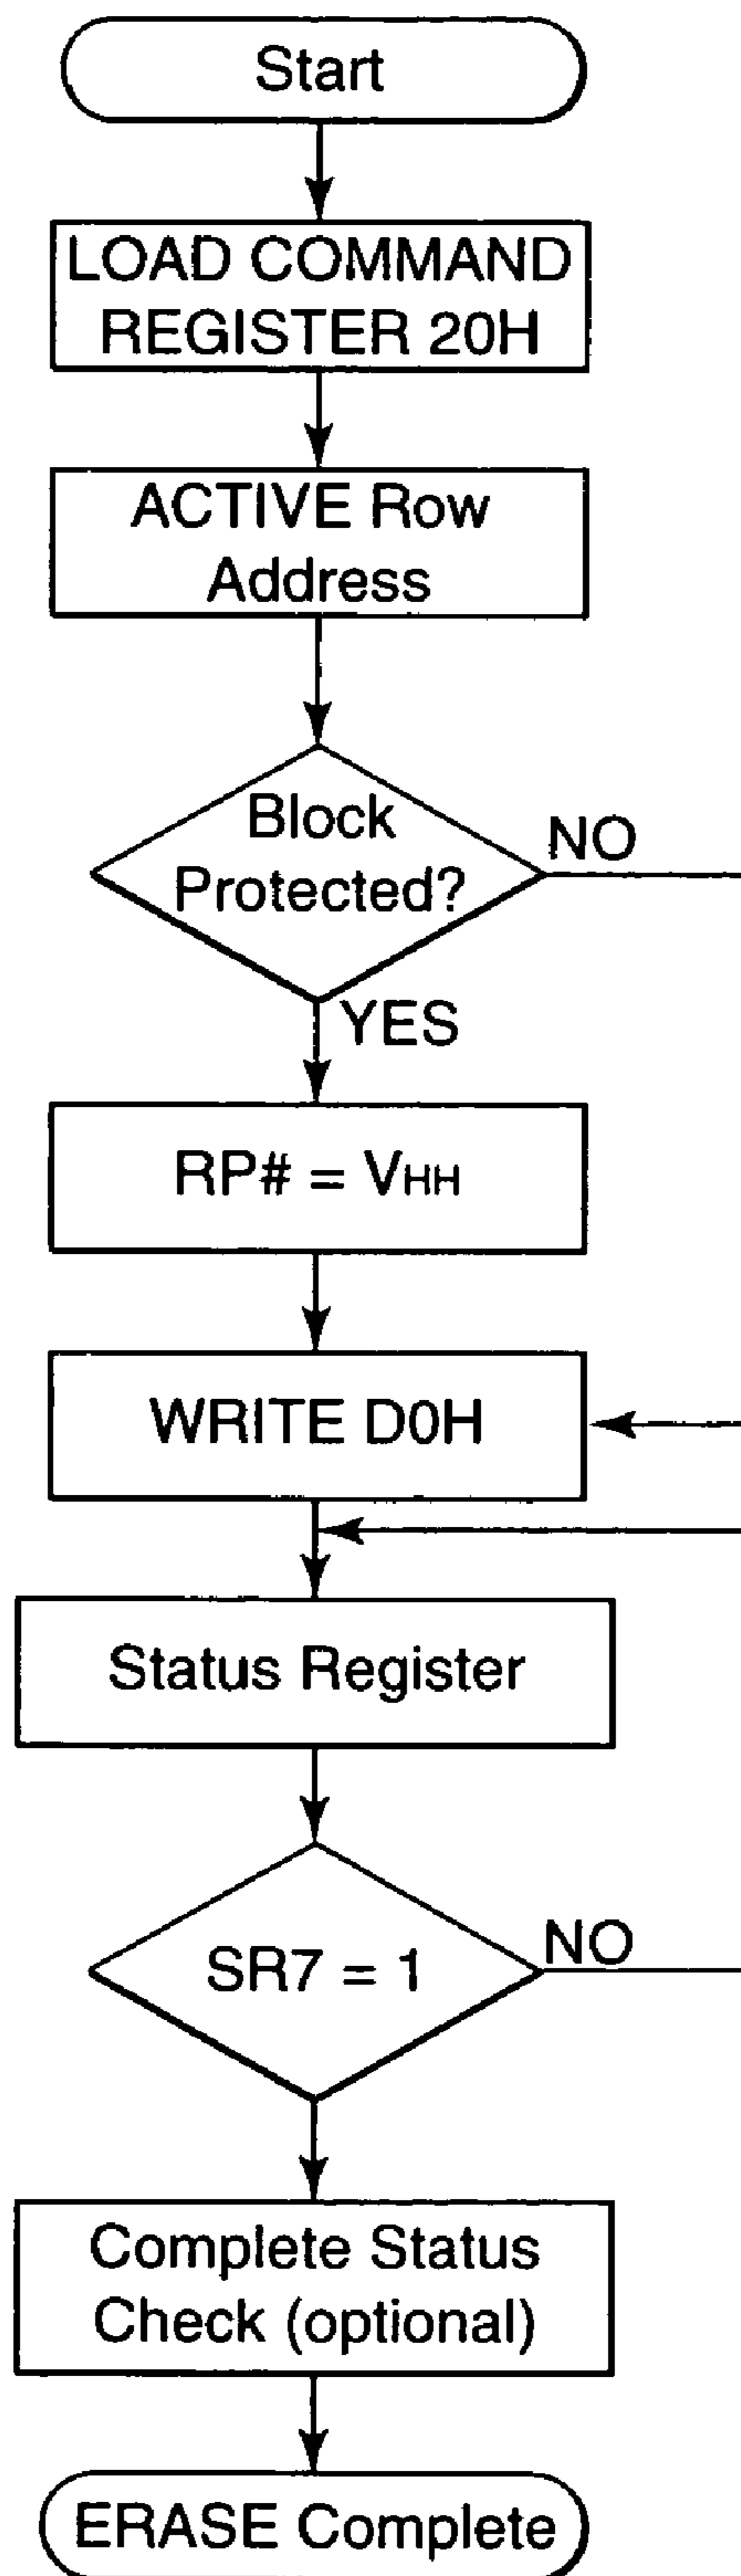 Start
LOAD COMMAND
REGISTER 20H
ACTIVE Row
Address
Block
Protected?
NO
YES
RP# = VHH
WRITE D0H
Status Register
SR7 = 1
NO
Complete Status
Check (optional)
ERASE Complete